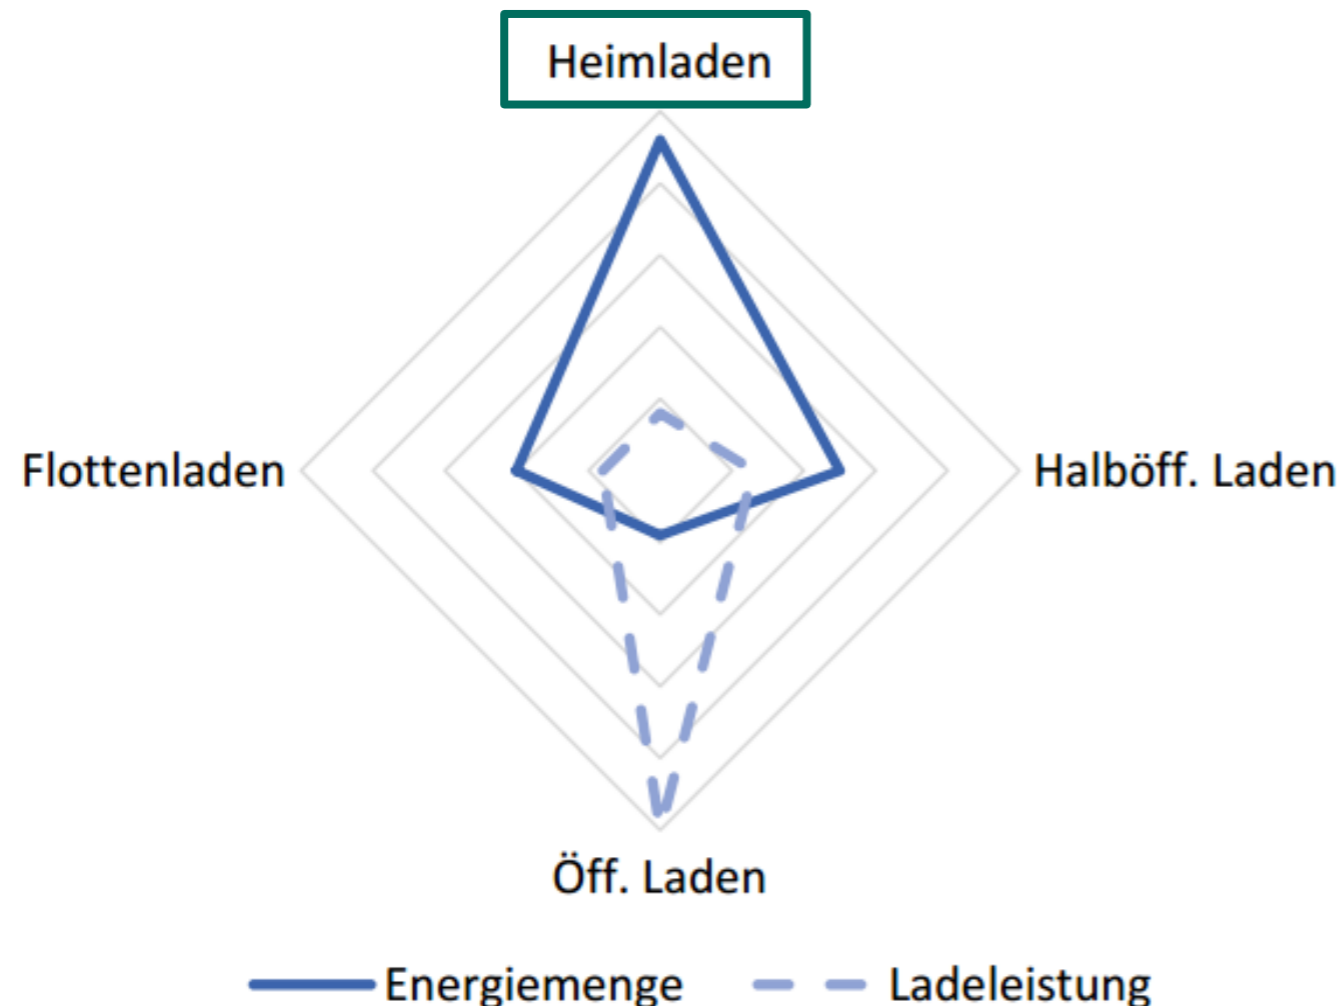 Heimladen
Flottenladen
Halböff. Laden
Öff. Laden
Energiemenge
Ladeleistung